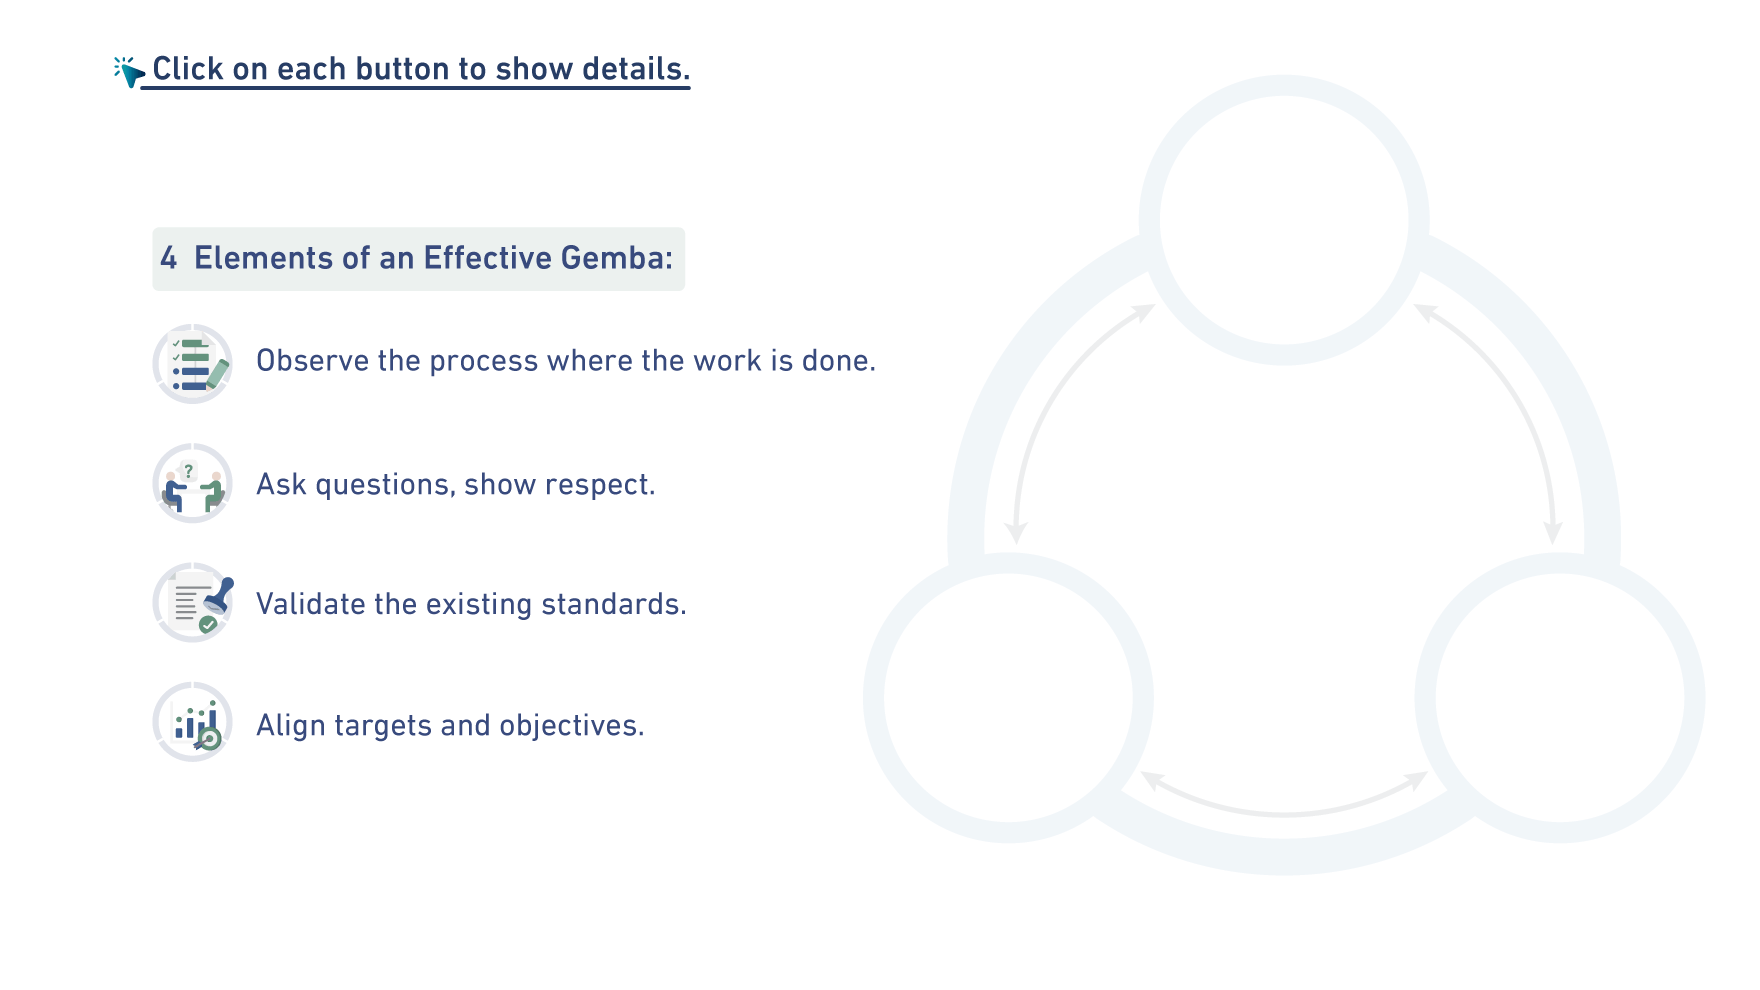 Click on each button to show details.
4 Elements of an Effective Gemba:
Observe the process where the work is done.
?
Ask questions, show respect.
Validate the existing standards.
Align targets and objectives.